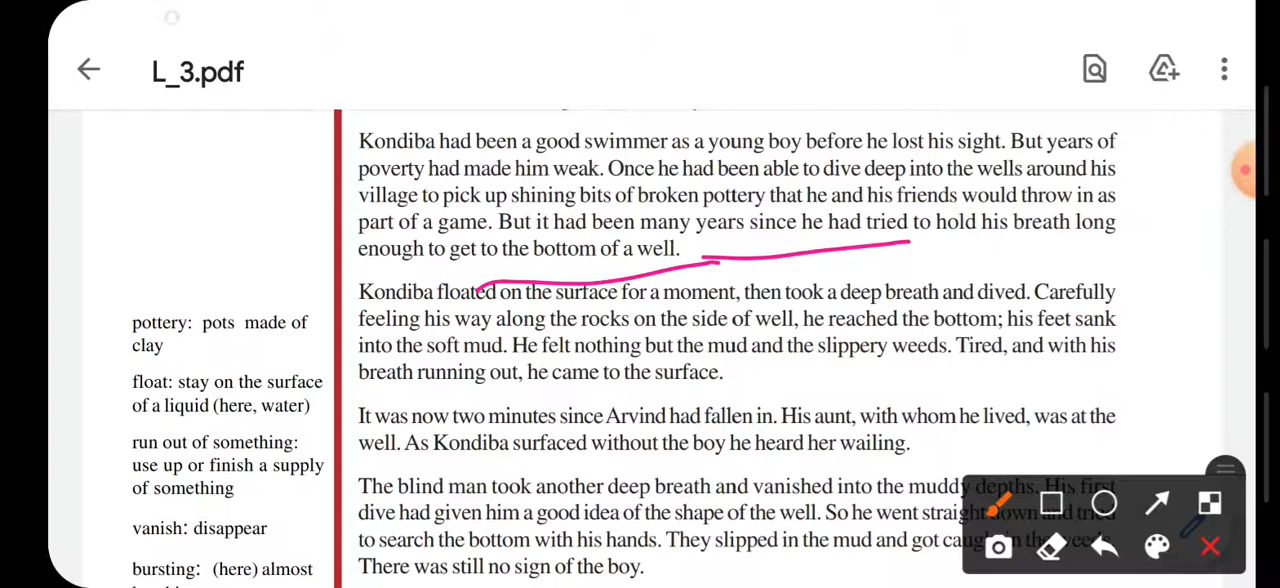 L_3.pdf
Kondiba had been a good swimmer as a young boy before he lost his sight. But years of
poverty had made him weak. Once he had been able to dive deep into the wells around his
village to pick up shining bits of broken pottery that he and his friends would throw in as
part of a game. But it had been many years since he had tried to hold his breath long
enough to get to the bottom of a well.
Kondiba floated on the surface for a moment, then took a deep breath and dived. Carefully
feeling his way along the rocks on the side of well, he reached the bottom; his feet sank
into the soft mud. He felt nothing but the mud and the slippery weeds. Tired, and with his
breath running out, he came to the surface.
It was now two minutes since Arvind had fallen in. His aunt, with whom he lived, was at the
well. As Kondiba surfaced without the boy he heard her wailing.
The blind man took another deep breath and vanished into the muddy depths. His first
dive had given him a good idea of the shape of the well. So he went straight down and tried
to search the bottom with his hands. They slipped in the mud and got caught in the weeds.
There was still no sign of the boy.
pottery: pots made of
clay
float: stay on the surface
of a liquid (here, water)
run out of something:
use up or finish a supply
of something
vanish: disappear
bursting: (here) almost